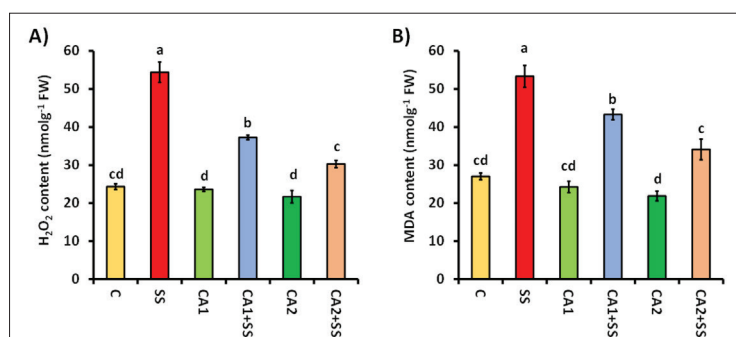 A)
H₂O₂ content (nmolg⁻¹ FW)
60
50
40
30
20
10
0
cd
a
d
b
d
c
C
SS
CA1
CA1+SS
CA2
CA2+SS
B)
MDA content (nmolg⁻¹ FW)
60
50
40
30
20
10
0
cd
a
cd
b
d
c
C
SS
CA1
CA1+SS
CA2
CA2+SS